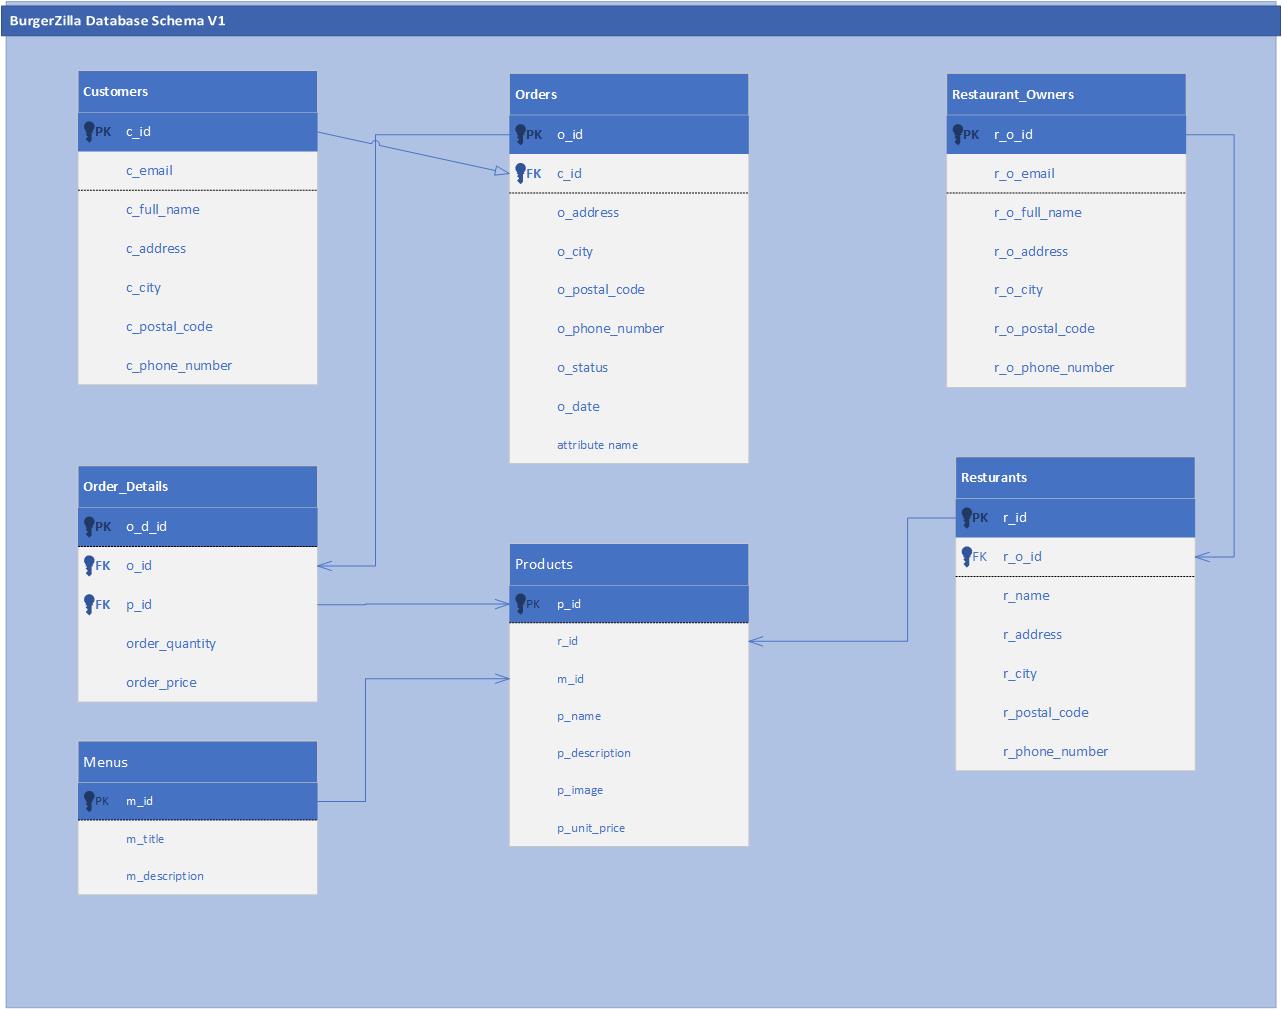 BurgerZilla Database Schema V1
Customers
PK c_id
c_email
c_full_name
c_address
c_city
c_postal_code
c_phone_number
Orders
PK o_id
FK c_id
o_address
o_city
o_postal_code
o_phone_number
o_status
o_date
attribute name
Restaurant_Owners
PK r_o_id
r_o_email
r_o_full_name
r_o_address
r_o_city
r_o_postal_code
r_o_phone_number
Order_Details
PK o_d_id
FK o_id
FK p_id
order_quantity
order_price
Products
PK p_id
r_id
m_id
p_name
p_description
p_image
p_unit_price
Resturants
PK r_id
FK r_o_id
r_name
r_address
r_city
r_postal_code
r_phone_number
Menus
PK m_id
m_title
m_description